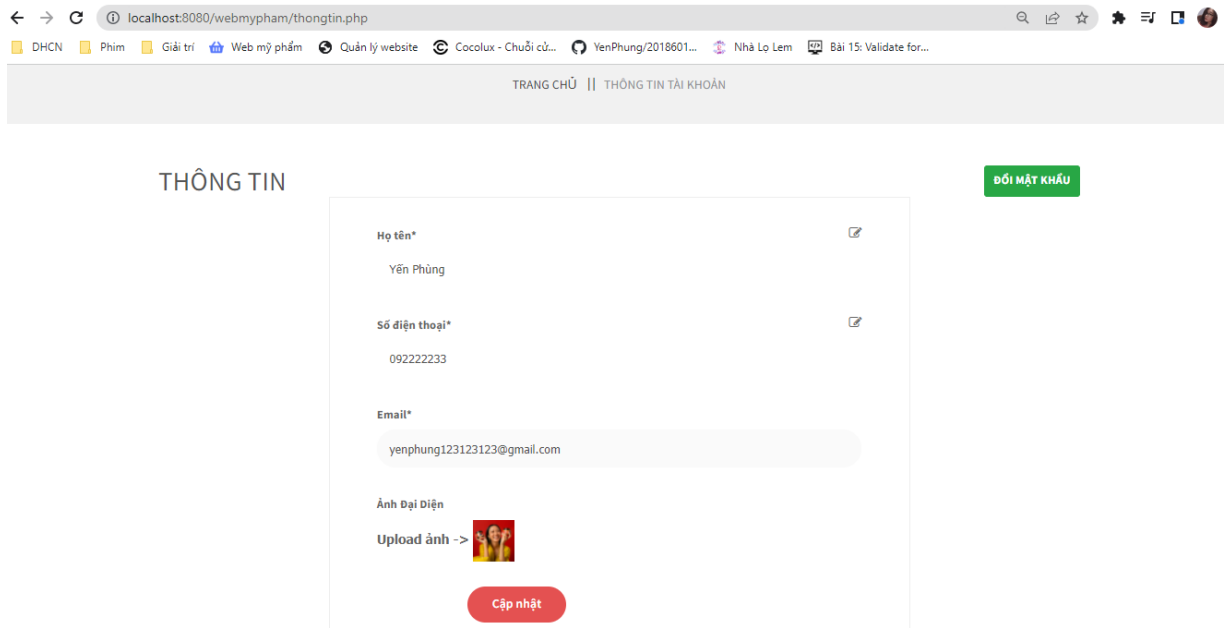 localhost:8080/webmypham/thongtin.php
DHCN Phim Giải trí Web mỹ phẩm Quản lý website Cocolux - Chuỗi cử... YenPhung/2018601... Nhà Lọ Lem Bài 15: Validate for...
TRANG CHỦ || THÔNG TIN TÀI KHOẢN
THÔNG TIN
ĐỔI MẬT KHẨU
Họ tên*
Yến Phùng
Số điện thoại*
092222233
Email*
yenphung123123123@gmail.com
Ảnh Đại Diện
Upload ảnh ->
Cập nhật